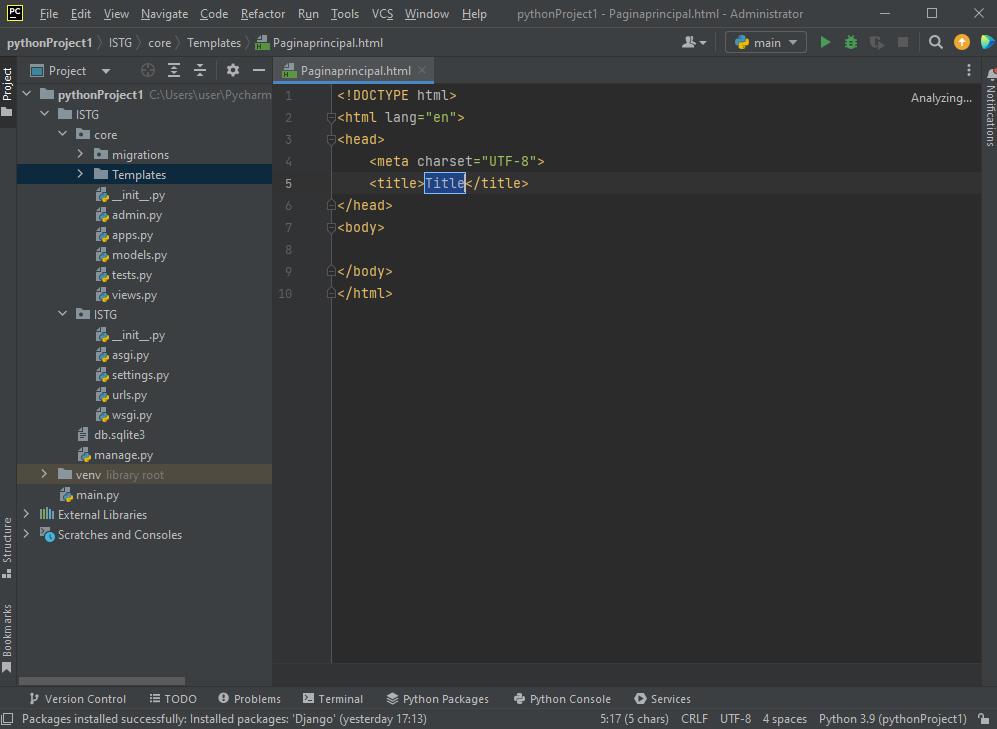 PC File Edit View Navigate Code Refactor Run Tools VCS Window Help pythonProject1 - Paginaprincipal.html - Administrator
pythonProject1 ISTG core Templates Paginaprincipal.html main
Project
Project
Paginaprincipal.html
Notifications
pythonProject1 C:\Users\user\Pycharm
ISTG
core
migrations
Templates
__init__.py
admin.py
apps.py
models.py
tests.py
views.py
ISTG
__init__.py
asgi.py
settings.py
urls.py
wsgi.py
db.sqlite3
manage.py
venv library root
main.py
External Libraries
Scratches and Consoles
1 <!DOCTYPE html>
2 <html lang="en">
3 <head>
4 <meta charset="UTF-8">
5 <title>Title</title>
6 </head>
7 <body>
8
9 </body>
10 </html>
Analyzing...
Structure
Bookmarks
Version Control TODO Problems Terminal Python Packages Python Console Services
Packages installed successfully: Installed packages: 'Django' (yesterday 17:13) 5:17 (5 chars) CRLF UTF-8 4 spaces Python 3.9 (pythonProject1)